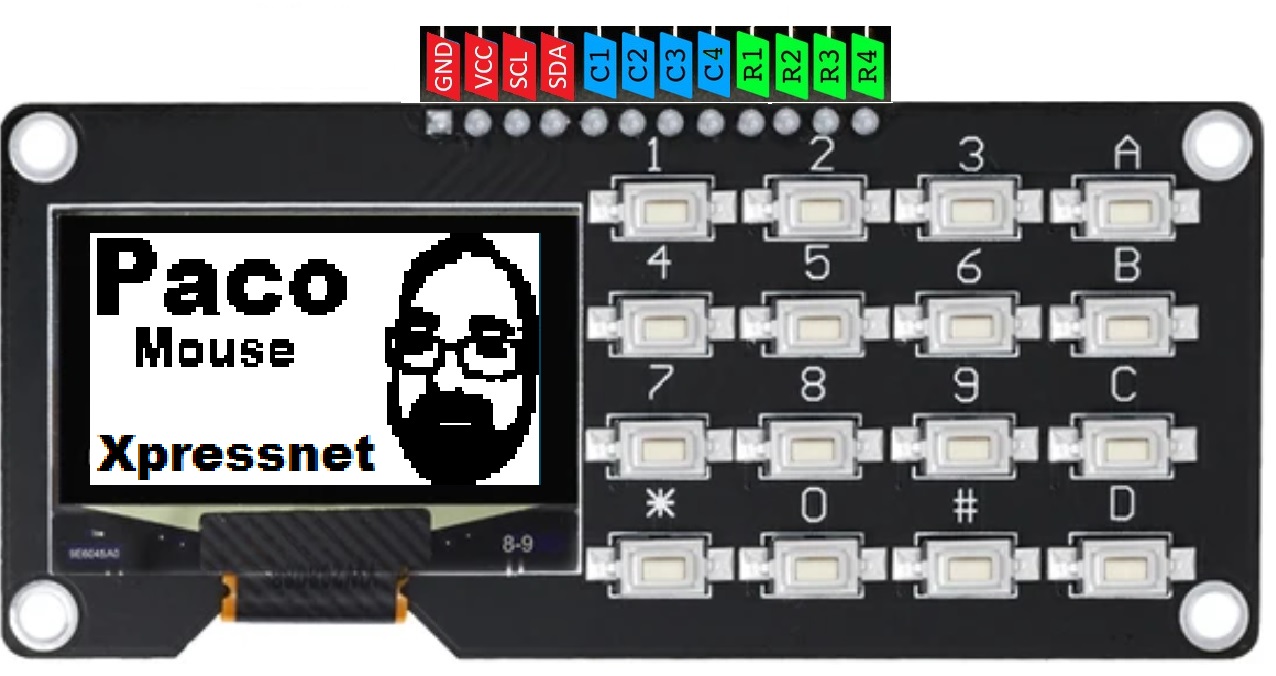 GND VCC SCL SDA C1 C2 C3 C4 R1 R2 R3 R4
1 2 3 A
Paco
Mouse
Xpressnet
4 5 6 B
7 8 9 C
* 0 # D
9E6045A0
8-9